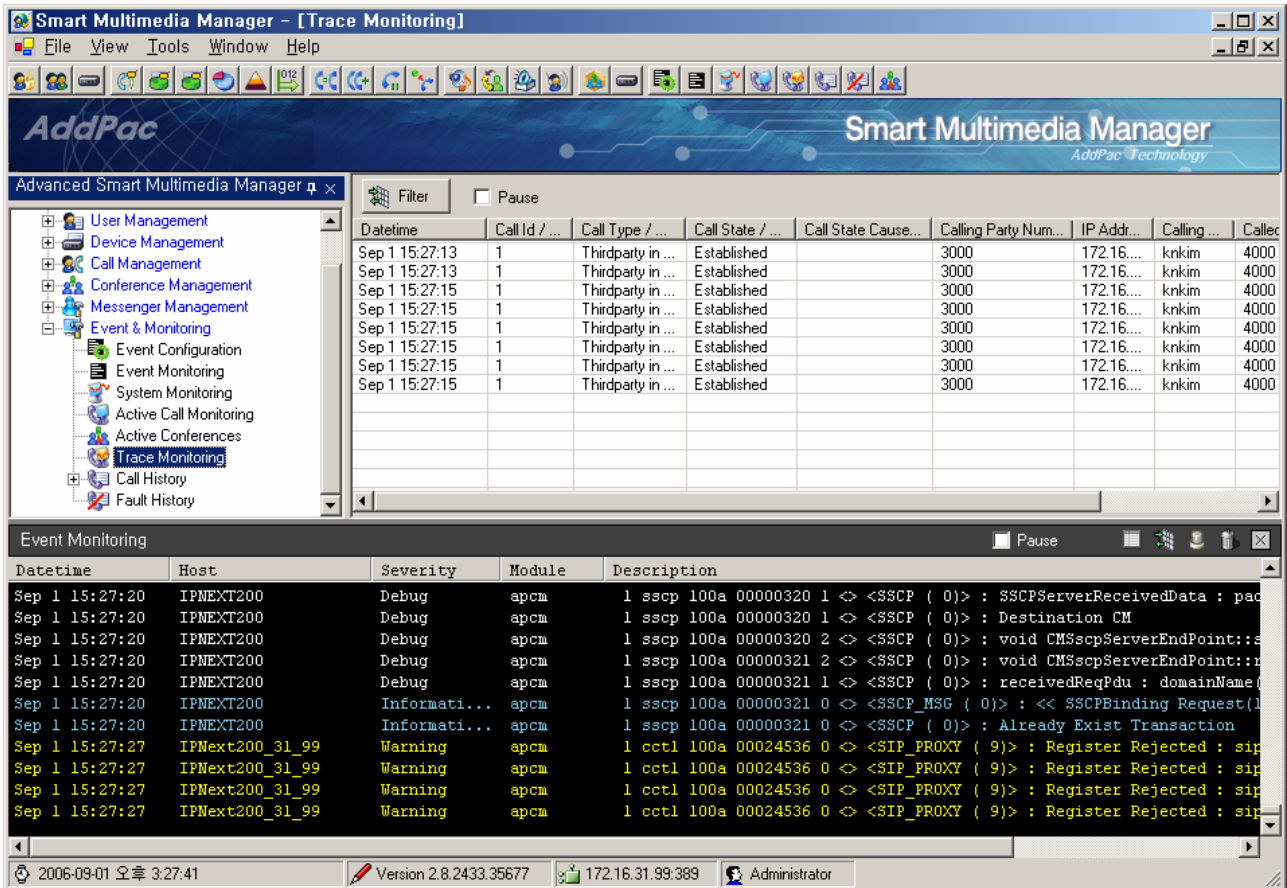 Smart Multimedia Manager - [Trace Monitoring]
File View Tools Window Help
AddPac
Smart Multimedia Manager
AddPac Technology
Advanced Smart Multimedia Manager
User Management
Device Management
Call Management
Conference Management
Messenger Management
Event & Monitoring
Event Configuration
Event Monitoring
System Monitoring
Active Call Monitoring
Active Conferences
Trace Monitoring
Call History
Fault History
Filter Pause
Datetime Call Id / ... Call Type / ... Call State / ... Call State Cause... Calling Party Num... IP Addr... Calling ... Called
Sep 1 15:27:13 1 Thirdparty in ... Established 3000 172.16.... knkim 4000
Sep 1 15:27:13 1 Thirdparty in ... Established 3000 172.16.... knkim 4000
Sep 1 15:27:15 1 Thirdparty in ... Established 3000 172.16.... knkim 4000
Sep 1 15:27:15 1 Thirdparty in ... Established 3000 172.16.... knkim 4000
Sep 1 15:27:15 1 Thirdparty in ... Established 3000 172.16.... knkim 4000
Sep 1 15:27:15 1 Thirdparty in ... Established 3000 172.16.... knkim 4000
Sep 1 15:27:15 1 Thirdparty in ... Established 3000 172.16.... knkim 4000
Sep 1 15:27:15 1 Thirdparty in ... Established 3000 172.16.... knkim 4000
Event Monitoring Pause
Datetime Host Severity Module Description
Sep 1 15:27:20 IPNEXT200 Debug apcm 1 sscp 100a 00000320 1 <> <SSCP ( 0)> : SSCPServerReceivedData : pac
Sep 1 15:27:20 IPNEXT200 Debug apcm 1 sscp 100a 00000320 1 <> <SSCP ( 0)> : Destination CM
Sep 1 15:27:20 IPNEXT200 Debug apcm 1 sscp 100a 00000320 2 <> <SSCP ( 0)> : void CMSscpServerEndPoint::s
Sep 1 15:27:20 IPNEXT200 Debug apcm 1 sscp 100a 00000321 2 <> <SSCP ( 0)> : void CMSscpServerEndPoint::r
Sep 1 15:27:20 IPNEXT200 Debug apcm 1 sscp 100a 00000321 1 <> <SSCP ( 0)> : receivedReqPdu : domainName(
Sep 1 15:27:20 IPNEXT200 Informati... apcm 1 sscp 100a 00000321 0 <> <SSCP_MSG ( 0)> : << SSCPBinding Request(1
Sep 1 15:27:20 IPNEXT200 Informati... apcm 1 sscp 100a 00000321 0 <> <SSCP ( 0)> : Already Exist Transaction
Sep 1 15:27:27 IPNext200_31_99 Warning apcm 1 cctl 100a 00024536 0 <> <SIP_PROXY ( 9)> : Register Rejected : sip
Sep 1 15:27:27 IPNext200_31_99 Warning apcm 1 cctl 100a 00024536 0 <> <SIP_PROXY ( 9)> : Register Rejected : sip
Sep 1 15:27:27 IPNext200_31_99 Warning apcm 1 cctl 100a 00024536 0 <> <SIP_PROXY ( 9)> : Register Rejected : sip
Sep 1 15:27:27 IPNext200_31_99 Warning apcm 1 cctl 100a 00024536 0 <> <SIP_PROXY ( 9)> : Register Rejected : sip
2006-09-01 오후 3:27:41 Version 2.8.2433.35677 172.16.31.99:389 Administrator